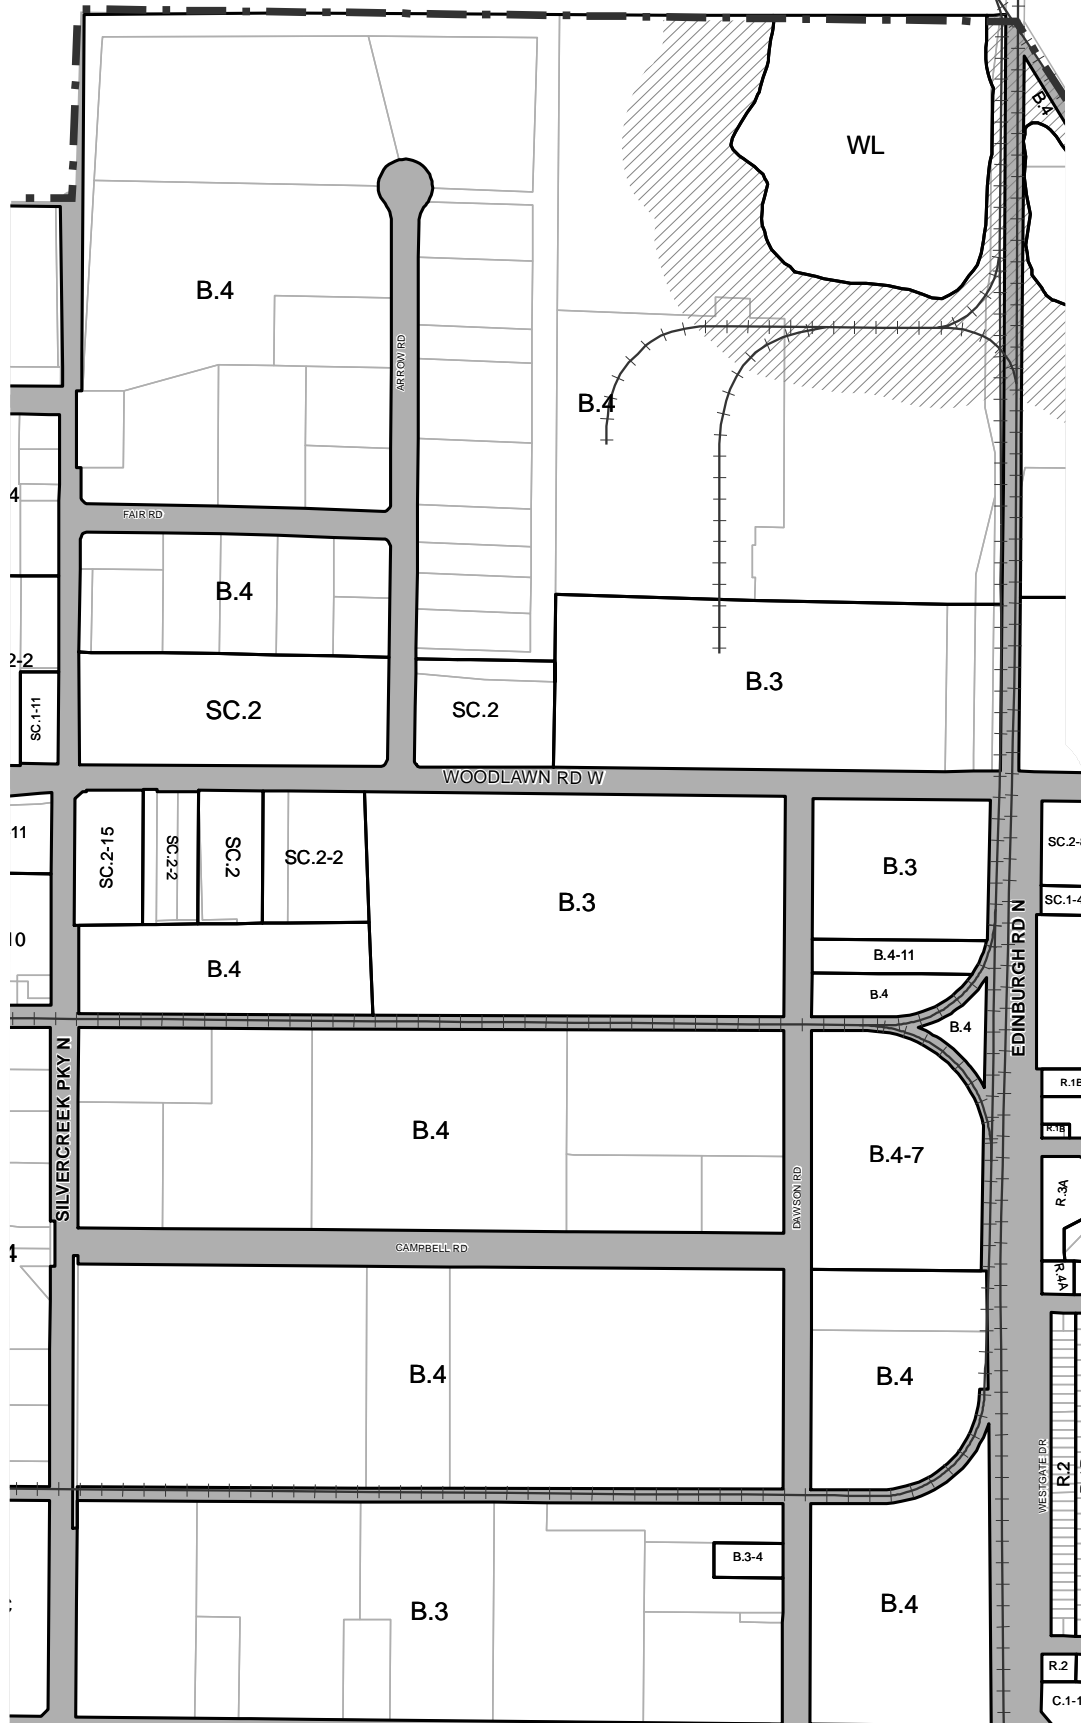 B.4
WL
B.4
ARROW RD
B.4
4
FAIR RD
B.4
2-2
B.3
SC.1-11
SC.2
SC.2
WOODLAWN RD W
11
SC.2-15
SC.2-2
SC.2
SC.2-2
B.3
B.3
SC.2-
SC.1-4
10
B.4
B.4-11
B.4
B.4
EDINBURGH RD N
SILVERCREEK PKY N
R.1B
R.1B
B.4
B.4-7
DAWSON RD
R.3A
4
CAMPBELL RD
R.4A
B.4
B.4
WESTGATE DR
R.2
B.3-4
B.3
B.4
R.2
C.1-1